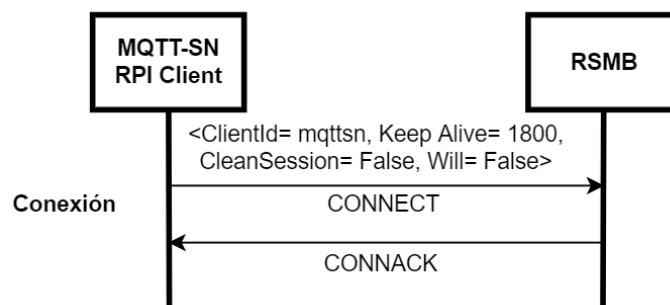 MQTT-SN
RPI Client
RSMB
<ClientId= mqttsn, Keep Alive= 1800,
CleanSession= False, Will= False>
Conexión
CONNECT
CONNACK